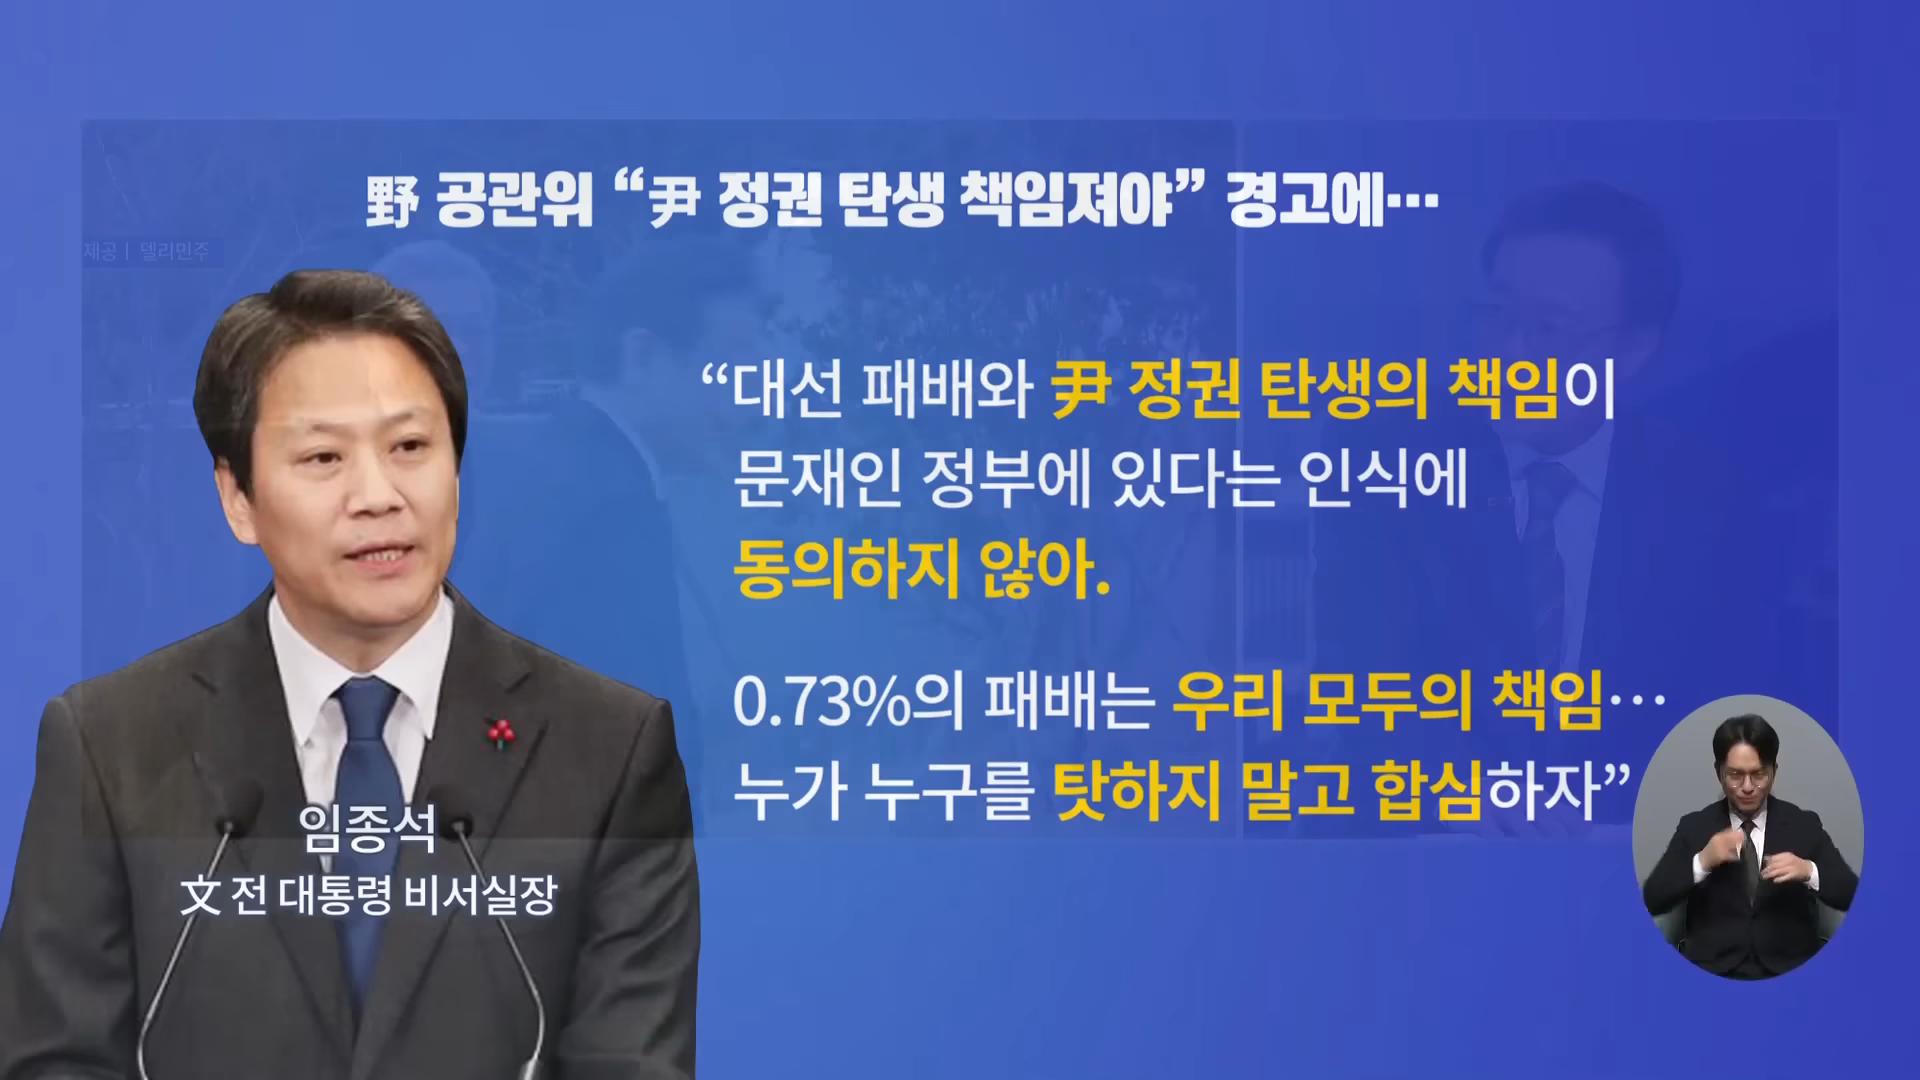 野 공관위 “尹 정권 탄생 책임져야” 경고에…
제공ㅣ 델리민주
“대선 패배와 尹 정권 탄생의 책임이
문재인 정부에 있다는 인식에
동의하지 않아.
0.73%의 패배는 우리 모두의 책임…
누가 누구를 탓하지 말고 합심하자”
임종석
文 전 대통령 비서실장